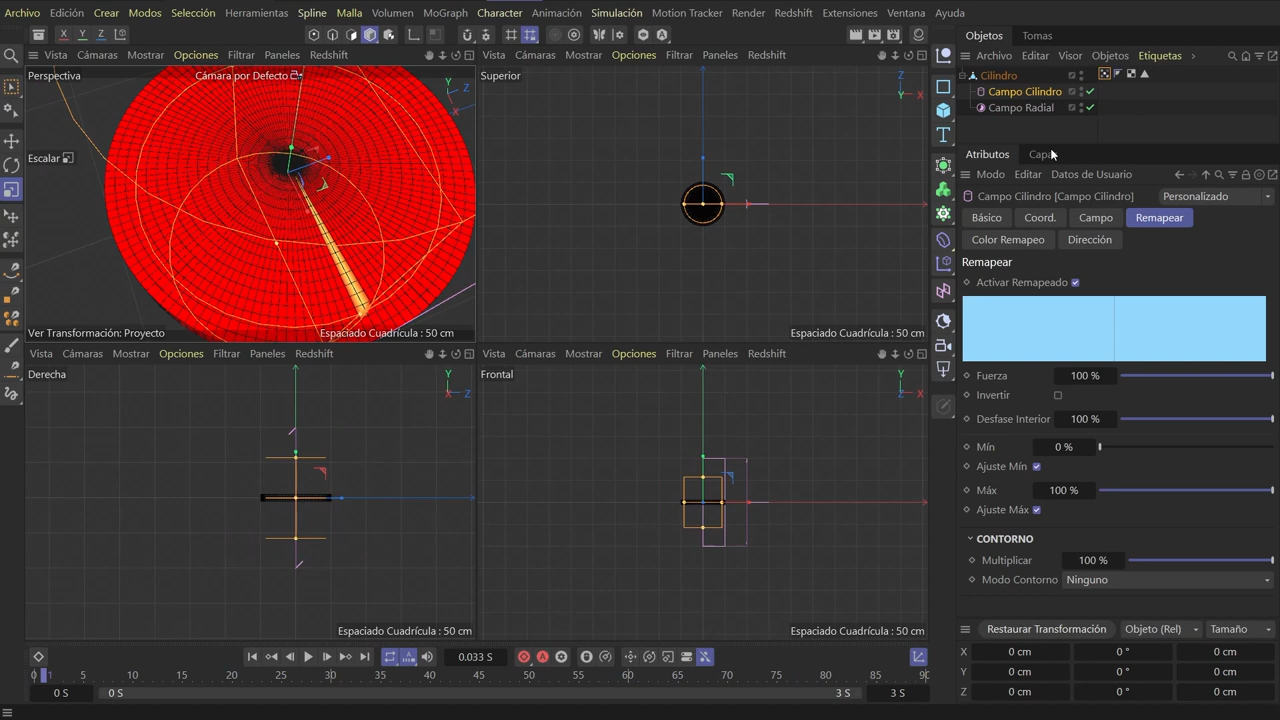 Archivo Edición Crear Modos Selección Herramientas Spline Malla Volumen MoGraph Character Animación Simulación Motion Tracker Render Redshift Extensiones Ventana Ayuda
X Y Z
Objetos Tomas
Vista Cámaras Mostrar Opciones Filtrar Paneles Redshift
Vista Cámaras Mostrar Opciones Filtrar Paneles Redshift
Archivo Editar Visor Objetos Etiquetas
Perspectiva
Cámara por Defecto
Y
Z
X
Superior
Z
Y X
Cilindro
Campo Cilindro
Campo Radial
Escalar
Ver Transformación: Proyecto
Espaciado Cuadrícula : 50 cm
Espaciado Cuadrícula : 50 cm
Atributos
Modo Editar Datos de Usuario
Campo Cilindro [Campo Cilindro]
Personalizado
Básico Coord. Campo Remapear
Color Remapeo Dirección
Remapear
Activar Remapeado
Fuerza 100 %
Invertir
Desfase Interior 100 %
Mín 0 %
Ajuste Mín
Máx 100 %
Ajuste Máx
CONTORNO
Multiplicar 100 %
Modo Contorno Ninguno
Vista Cámaras Mostrar Opciones Filtrar Paneles Redshift
Vista Cámaras Mostrar Opciones Filtrar Paneles Redshift
Derecha
Y
X Z
Frontal
Y
Z X
Espaciado Cuadrícula : 50 cm
Espaciado Cuadrícula : 50 cm
0.033 S
0 5 10 15 20 25 30 35 40 45 50 55 60 65 70 75 80 85
0 S
0 S
3 S
3 S
Restaurar Transformación Objeto (Rel) Tamaño
X 0 cm 0 ° 0 cm
Y 0 cm 0 ° 0 cm
Z 0 cm 0 ° 0 cm